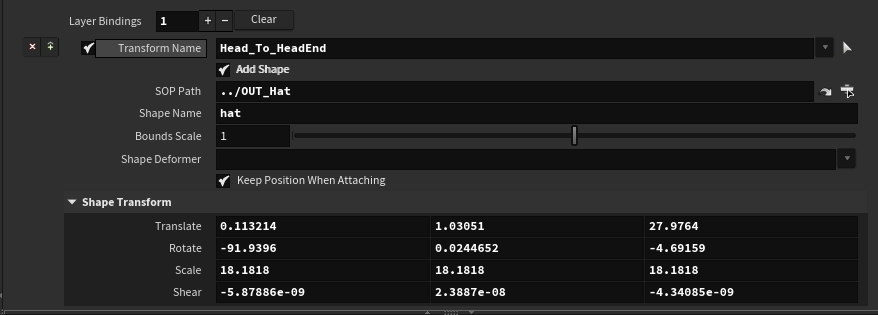 Layer Bindings 1 + − Clear
Transform Name Head_To_HeadEnd
Add Shape
SOP Path ../OUT_Hat
Shape Name hat
Bounds Scale 1
Shape Deformer
Keep Position When Attaching
Shape Transform
Translate 0.113214 1.03051 27.9764
Rotate -91.9396 0.0244652 -4.69159
Scale 18.1818 18.1818 18.1818
Shear -5.87886e-09 2.3887e-08 -4.34085e-09